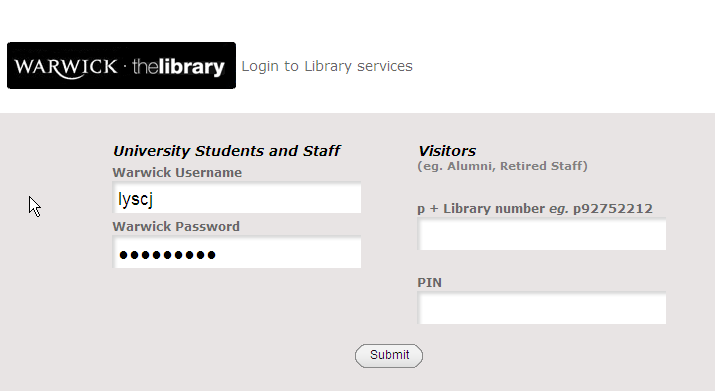 WARWICK · thelibrary Login to Library services
University Students and Staff
Warwick Username
lyscj
Warwick Password
●●●●●●●●●
Visitors
(eg. Alumni, Retired Staff)
p + Library number eg. p92752212
PIN
Submit